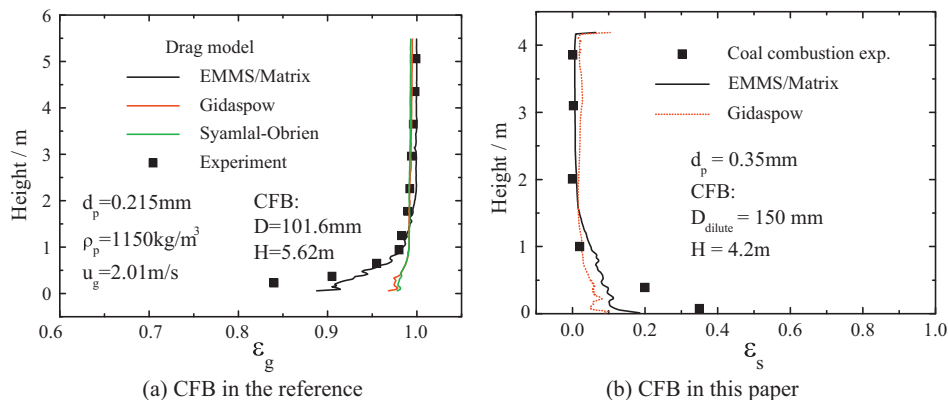 6
5
4
3
2
1
0
0.6
0.7
0.8
0.9
1.0
Height / m
ε_g
Drag model
EMMS/Matrix
Gidaspow
Syamlal-Obrien
Experiment
d_p=0.215mm
ρ_p=1150kg/m^3
u_g=2.01m/s
CFB:
D=101.6mm
H=5.62m
(a) CFB in the reference
4
3
2
1
0
0.0
0.2
0.4
0.6
0.8
1.0
Height / m
ε_s
Coal combustion exp.
EMMS/Matrix
Gidaspow
d_p = 0.35mm
CFB:
D_dilute = 150 mm
H = 4.2m
(b) CFB in this paper